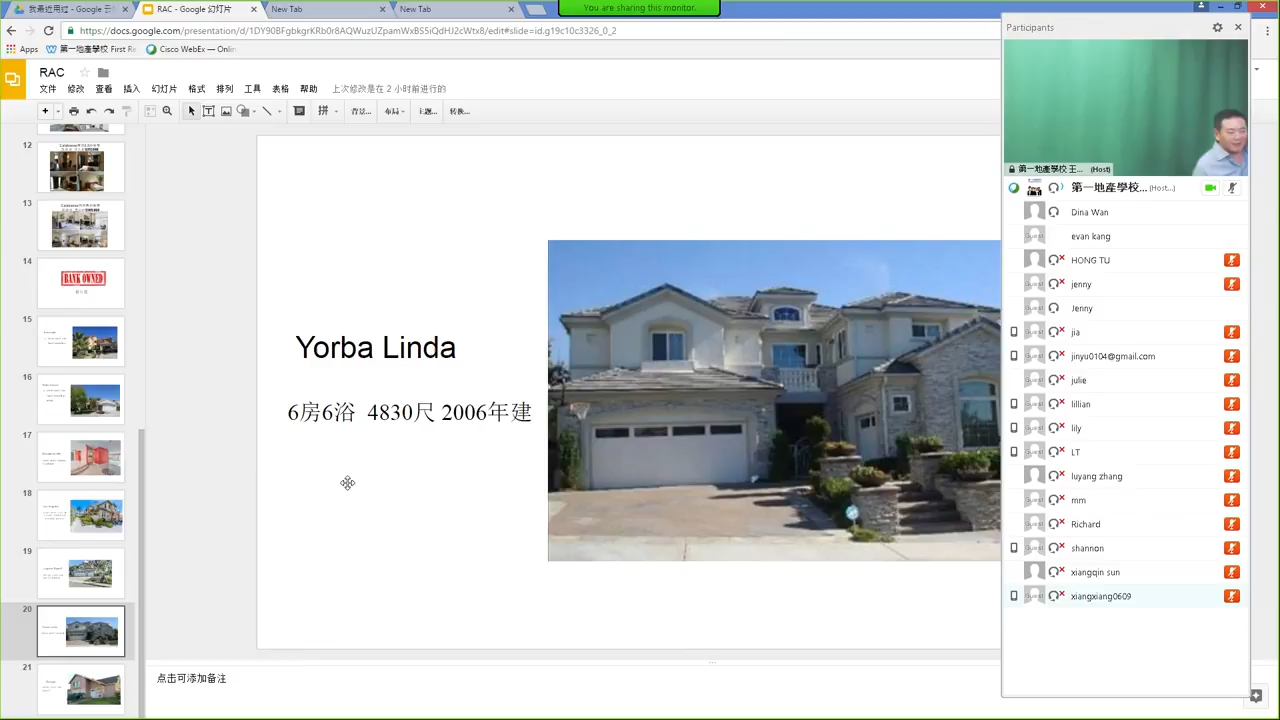 我最近用过 - Google 云
RAC - Google 幻灯片
New Tab
New Tab
You are sharing this monitor.
https://docs.google.com/presentation/d/1DY90BFgbkgrKRb0r8AQWuzUZpamWxBS5iQdHJ2cWtx8/edit#slide=id.g19c10c3326_0_2
Apps
第一地產學校 First Re
Cisco WebEx — Onlin
RAC
文件 修改 查看 插入 幻灯片 格式 排列 工具 表格 帮助 上次修改是在 2 小时前进行的
拼 背景... 布局 主题... 转换...
12
13
14
BANK OWNED
15
16
17
18
19
20
21
Yorba Linda
6房6浴 4830尺 2006年建
点击可添加备注
Participants
第一地產學校 王... (Host)
第一地產學校... (Host...)
Dina Wan
evan kang
HONG TU
jenny
Jenny
jia
jinyu0104@gmail.com
julie
lillian
lily
LT
luyang zhang
mm
Richard
shannon
xiangqin sun
xiangxiang0609